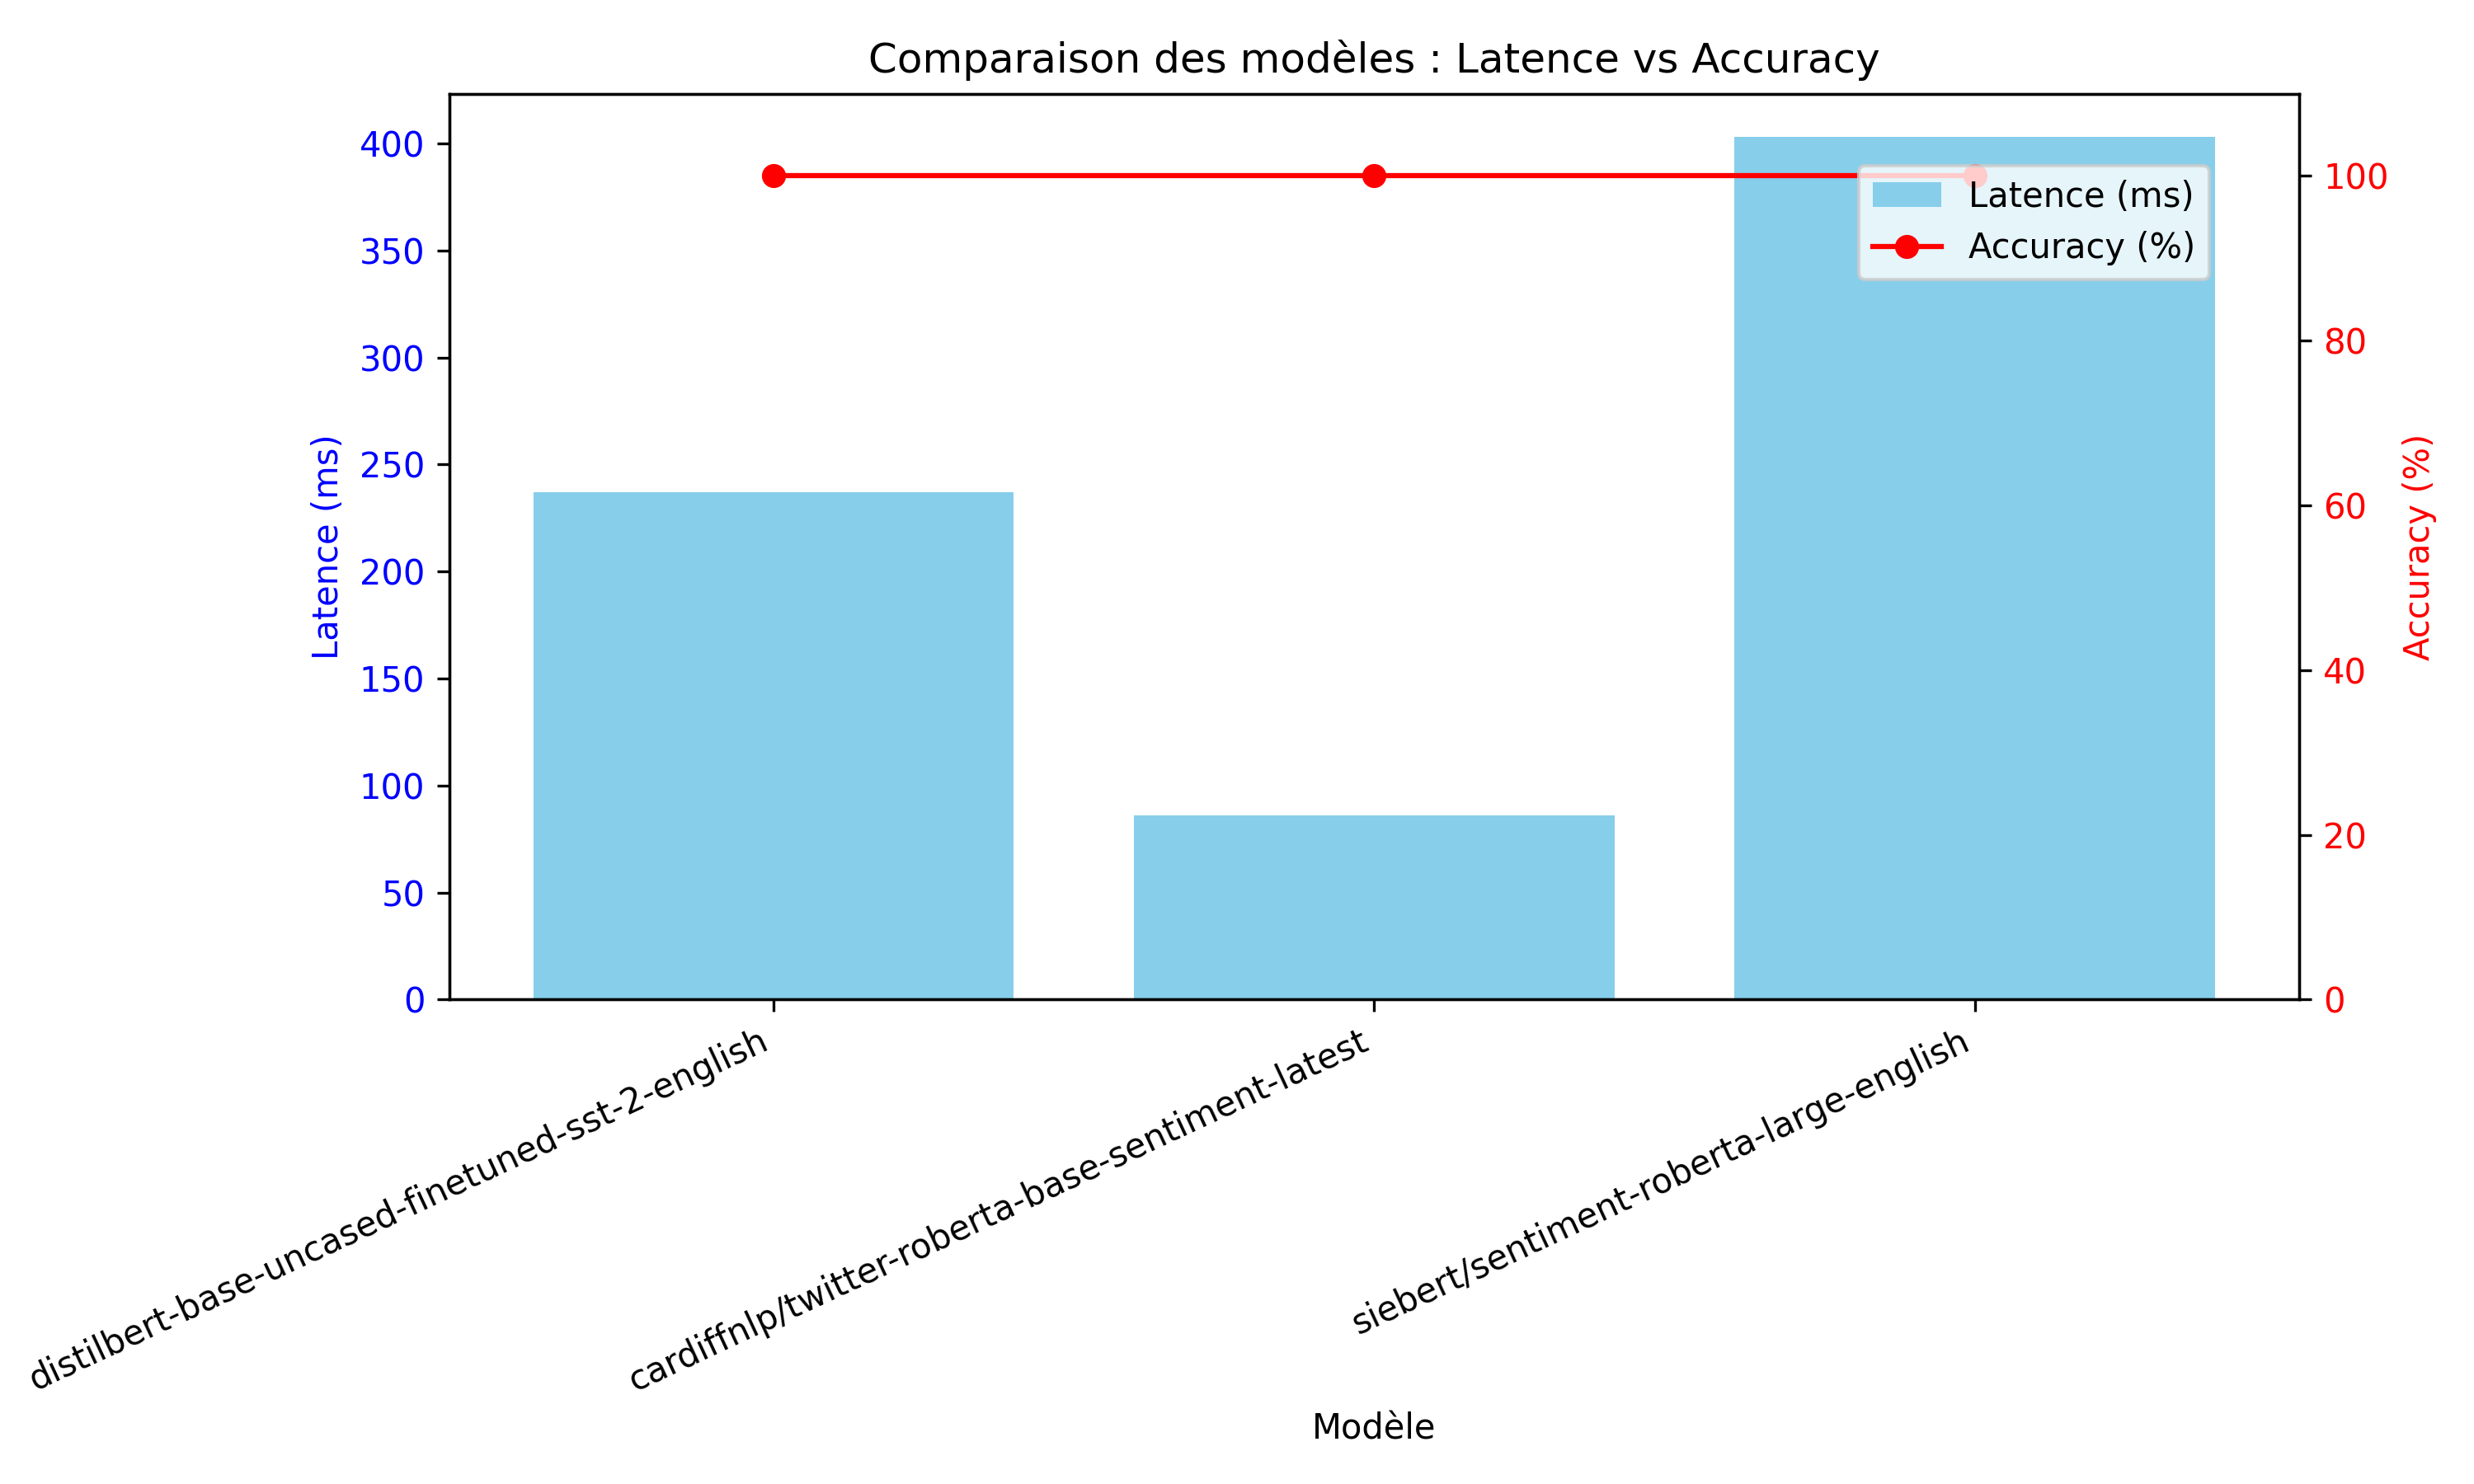 Comparaison des modèles : Latence vs Accuracy
Latence (ms)
400
350
300
250
200
150
100
50
0
Latence (ms)
Accuracy (%)
100
80
60
40
20
0
Accuracy (%)
distilbert-base-uncased-finetuned-sst-2-english
cardiffnlp/twitter-roberta-base-sentiment-latest
siebert/sentiment-roberta-large-english
Modèle